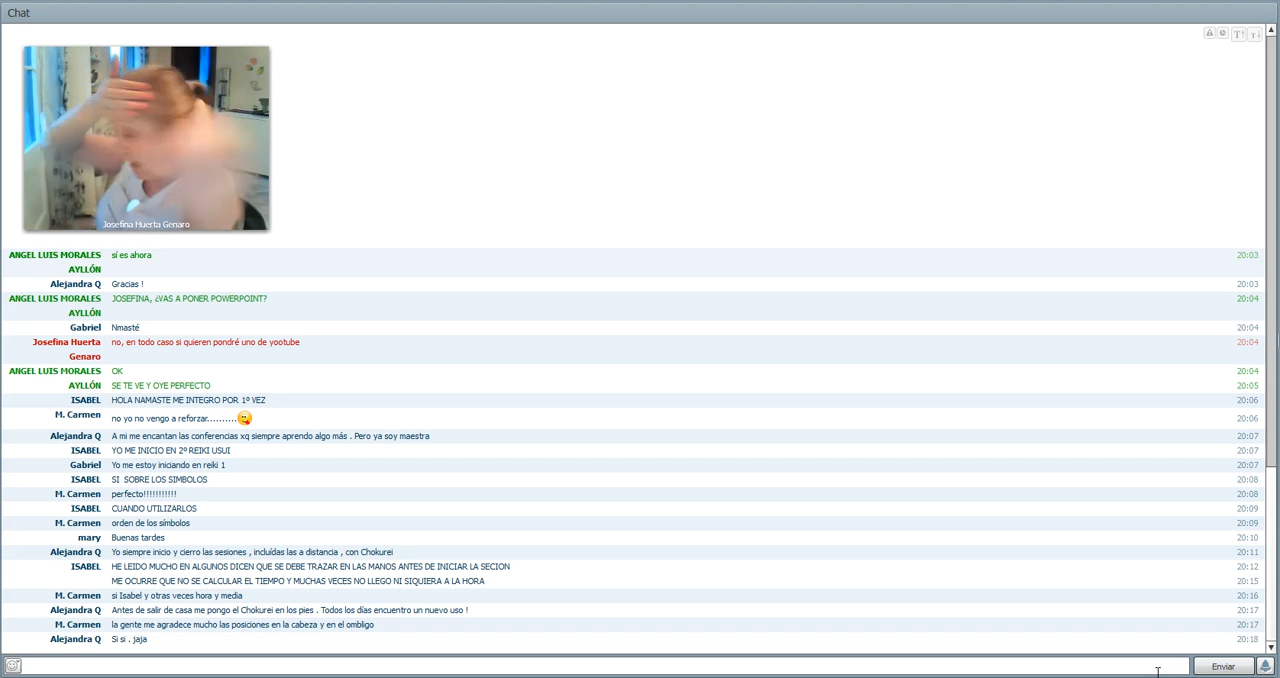 Chat
Josefina Huerta Genaro
ANGEL LUIS MORALES sí es ahora 20:03
AYLLÓN
Alejandra Q Gracias ! 20:03
ANGEL LUIS MORALES JOSEFINA, ¿VAS A PONER POWERPOINT? 20:04
AYLLÓN
Gabriel Nmasté 20:04
Josefina Huerta no, en todo caso si quieren pondré uno de yootube 20:04
Genaro
ANGEL LUIS MORALES OK 20:04
AYLLÓN SE TE VE Y OYE PERFECTO 20:05
ISABEL HOLA NAMASTE ME INTEGRO POR 1º VEZ 20:06
M. Carmen no yo no vengo a reforzar.......... 20:06
Alejandra Q A mi me encantan las conferencias xq siempre aprendo algo más . Pero ya soy maestra 20:07
ISABEL YO ME INICIO EN 2º REIKI USUI 20:07
Gabriel Yo me estoy iniciando en reiki 1 20:07
ISABEL SI SOBRE LOS SIMBOLOS 20:08
M. Carmen perfecto!!!!!!!!!!! 20:08
ISABEL CUANDO UTILIZARLOS 20:09
M. Carmen orden de los símbolos 20:09
mary Buenas tardes 20:10
Alejandra Q Yo siempre inicio y cierro las sesiones , incluídas las a distancia , con Chokurei 20:11
ISABEL HE LEIDO MUCHO EN ALGUNOS DICEN QUE SE DEBE TRAZAR EN LAS MANOS ANTES DE INICIAR LA SECION 20:12
ME OCURRE QUE NO SE CALCULAR EL TIEMPO Y MUCHAS VECES NO LLEGO NI SIQUIERA A LA HORA 20:15
M. Carmen si Isabel y otras veces hora y media 20:16
Alejandra Q Antes de salir de casa me pongo el Chokurei en los pies . Todos los días encuentro un nuevo uso ! 20:17
M. Carmen la gente me agradece mucho las posiciones en la cabeza y en el ombligo 20:17
Alejandra Q Si si . jaja 20:18
Enviar